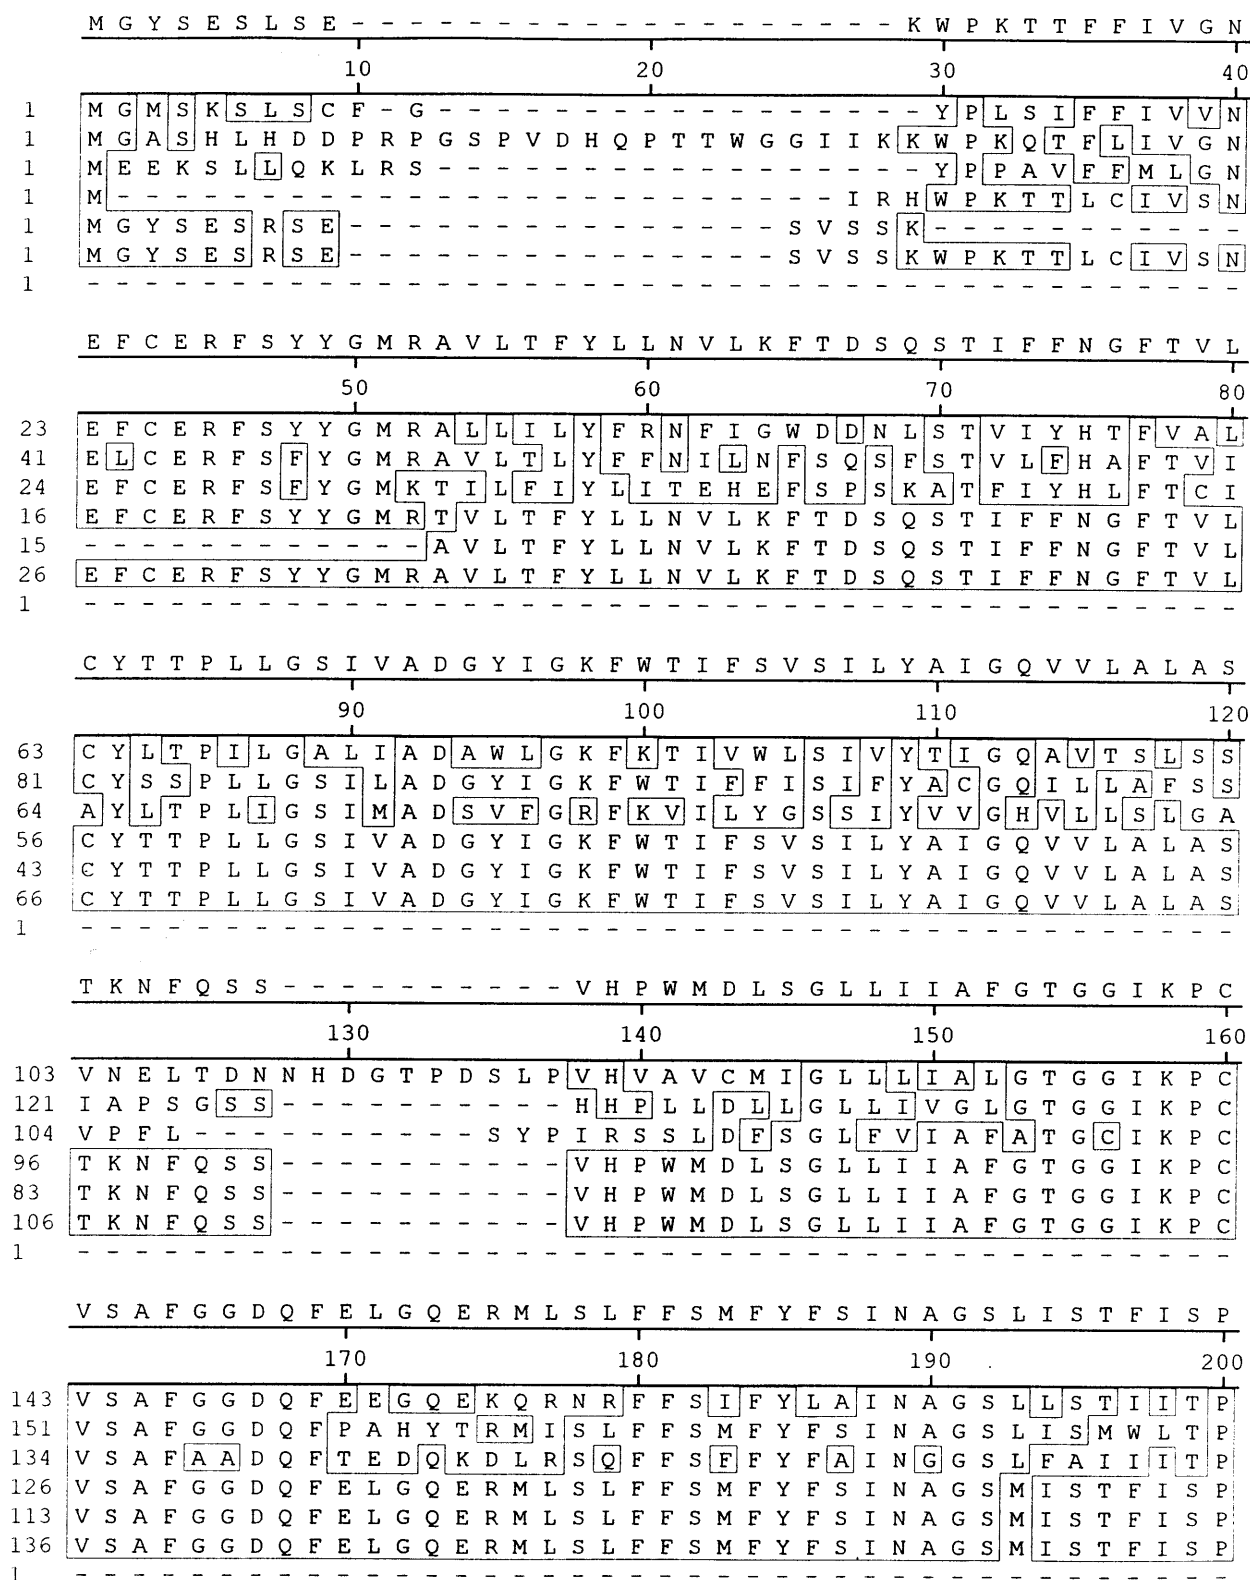 M G Y S E S L S E - - - - - - - - - - - - - - - - - - - K W P K T T F F I V G N
10 20 30 40
1 M G M S K S L S C F - G - - - - - - - - - - - - - - - - - Y P L S I F F I V V N
1 M G A S H L H D D P R P G S P V D H Q P T T W G G I I K K W P K Q T F L I V G N
1 M E E K S L L Q K L R S - - - - - - - - - - - - - - - - - Y P P A V F F M L G N
1 M - - - - - - - - - - - - - - - - - - - - - - - - - I R H W P K T T L C I V S N
1 M G Y S E S R S E - - - - - - - - - - - - - - - S V S S K - - - - - - - - - - -
1 M G Y S E S R S E - - - - - - - - - - - - - - - S V S S K W P K T T L C I V S N
1 - - - - - - - - - - - - - - - - - - - - - - - - - - - - - - - - - - - - - - - -
E F C E R F S Y Y G M R A V L T F Y L L N V L K F T D S Q S T I F F N G F T V L
50 60 70 80
23 E F C E R F S Y Y G M R A L L I L Y F R N F I G W D D N L S T V I Y H T F V A L
41 E L C E R F S F Y G M R A V L T L Y F F N I L N F S Q S F S T V L F H A F T V I
24 E F C E R F S F Y G M K T I L F I Y L I T E H E F S P S K A T F I Y H L F T C I
16 E F C E R F S Y Y G M R T V L T F Y L L N V L K F T D S Q S T I F F N G F T V L
15 - - - - - - - - - - - - A V L T F Y L L N V L K F T D S Q S T I F F N G F T V L
26 E F C E R F S Y Y G M R A V L T F Y L L N V L K F T D S Q S T I F F N G F T V L
1 - - - - - - - - - - - - - - - - - - - - - - - - - - - - - - - - - - - - - - - -
C Y T T P L L G S I V A D G Y I G K F W T I F S V S I L Y A I G Q V V L A L A S
90 100 110 120
63 C Y L T P I L G A L I A D A W L G K F K T I V W L S I V Y T I G Q A V T S L S S
81 C Y S S P L L G S I L A D G Y I G K F W T I F F I S I F Y A C G Q I L L A F S S
64 A Y L T P L I G S I M A D S V F G R F K V I L Y G S S I Y V V G H V L L S L G A
56 C Y T T P L L G S I V A D G Y I G K F W T I F S V S I L Y A I G Q V V L A L A S
43 C Y T T P L L G S I V A D G Y I G K F W T I F S V S I L Y A I G Q V V L A L A S
66 C Y T T P L L G S I V A D G Y I G K F W T I F S V S I L Y A I G Q V V L A L A S
1 - - - - - - - - - - - - - - - - - - - - - - - - - - - - - - - - - - - - - - - -
T K N F Q S S - - - - - - - - - - V H P W M D L S G L L I I A F G T G G I K P C
130 140 150 160
103 V N E L T D N N H D G T P D S L P V H V A V C M I G L L L I A L G T G G I K P C
121 I A P S G S S - - - - - - - - - - H H P L L D L L G L L I V G L G T G G I K P C
104 V P F L - - - - - - - - - - S Y P I R S S L D F S G L F V I A F A T G C I K P C
96 T K N F Q S S - - - - - - - - - - V H P W M D L S G L L I I A F G T G G I K P C
83 T K N F Q S S - - - - - - - - - - V H P W M D L S G L L I I A F G T G G I K P C
106 T K N F Q S S - - - - - - - - - - V H P W M D L S G L L I I A F G T G G I K P C
1 - - - - - - - - - - - - - - - - - - - - - - - - - - - - - - - - - - - - - - - -
V S A F G G D Q F E L G Q E R M L S L F F S M F Y F S I N A G S L I S T F I S P
170 180 190 200
143 V S A F G G D Q F E E G Q E K Q R N R F F S I F Y L A I N A G S L L S T I I T P
151 V S A F G G D Q F P A H Y T R M I S L F F S M F Y F S I N A G S L I S M W L T P
134 V S A F A A D Q F T E D Q K D L R S Q F F S F F Y F A I N G G S L F A I I I T P
126 V S A F G G D Q F E L G Q E R M L S L F F S M F Y F S I N A G S M I S T F I S P
113 V S A F G G D Q F E L G Q E R M L S L F F S M F Y F S I N A G S M I S T F I S P
136 V S A F G G D Q F E L G Q E R M L S L F F S M F Y F S I N A G S M I S T F I S P
1 - - - - - - - - - - - - - - - - - - - - - - - - - - - - - - - - - - - - - - - -